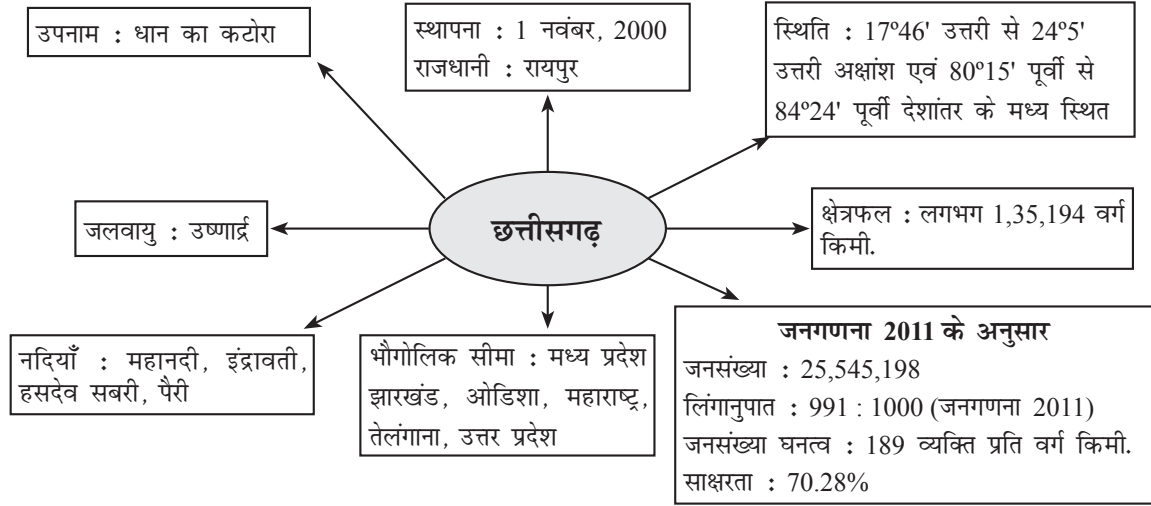 उपनाम : धान का कटोरा
स्थापना : 1 नवंबर, 2000
राजधानी : रायपुर
स्थिति : 17º46' उत्तरी से 24º5'
उत्तरी अक्षांश एवं 80º15' पूर्वी से
84º24' पूर्वी देशांतर के मध्य स्थित
जलवायु : उष्णार्द्र
छत्तीसगढ़
क्षेत्रफल : लगभग 1,35,194 वर्ग
किमी.
नदियाँ : महानदी, इंद्रावती,
हसदेव सबरी, पैरी
भौगोलिक सीमा : मध्य प्रदेश
झारखंड, ओडिशा, महाराष्ट्र,
तेलंगाना, उत्तर प्रदेश
जनगणना 2011 के अनुसार
जनसंख्या : 25,545,198
लिंगानुपात : 991 : 1000 (जनगणना 2011)
जनसंख्या घनत्व : 189 व्यक्ति प्रति वर्ग किमी.
साक्षरता : 70.28%